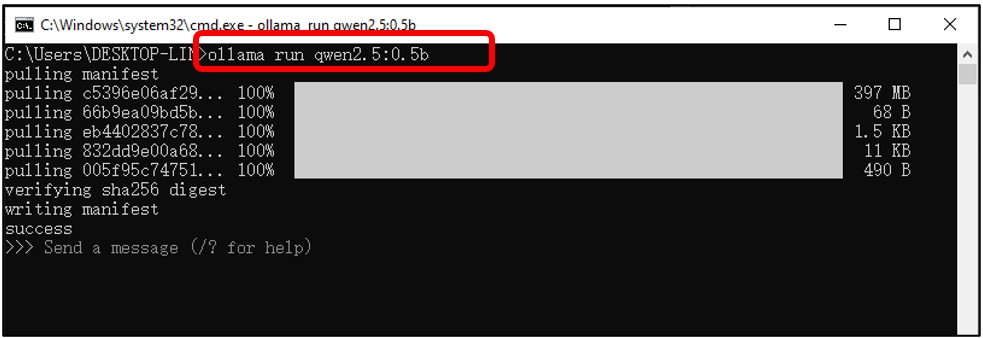 C:\Windows\system32\cmd.exe - ollama run qwen2.5:0.5b
C:\Users\DESKTOP-LIN>ollama run qwen2.5:0.5b
pulling manifest
pulling c5396e06af29... 100% 397 MB
pulling 66b9ea09bd5b... 100% 68 B
pulling eb4402837c78... 100% 1.5 KB
pulling 832dd9e00a68... 100% 11 KB
pulling 005f95c74751... 100% 490 B
verifying sha256 digest
writing manifest
success
>>> Send a message (/? for help)